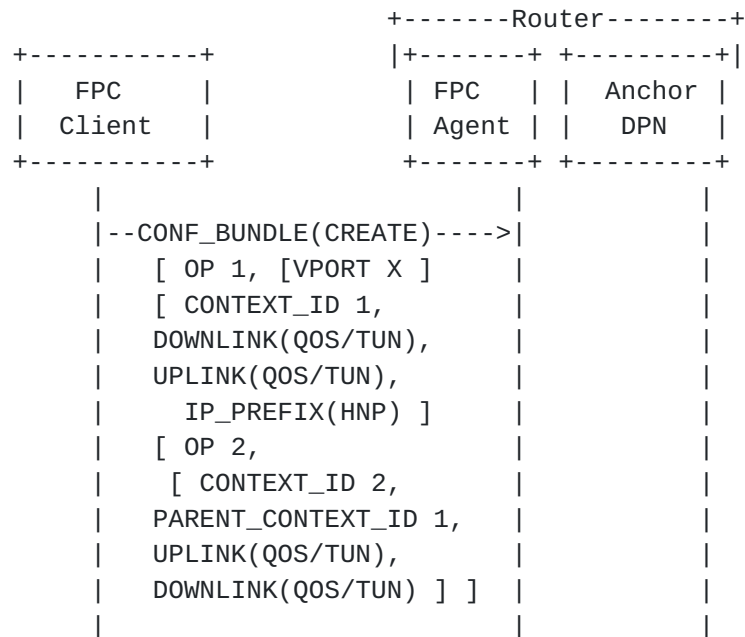 +-------Router--------+
+-----------+            |+-------+ +---------+|
|   FPC     |            | FPC   | |  Anchor |
|  Client   |            | Agent | |   DPN   |
+-----------+            +-------+ +---------+
     |                          |           |
     |--CONF_BUNDLE(CREATE)---->|           |
     |   [ OP 1, [VPORT X ]     |           |
     |   [ CONTEXT_ID 1,        |           |
     |   DOWNLINK(QOS/TUN),     |           |
     |   UPLINK(QOS/TUN),       |           |
     |     IP_PREFIX(HNP) ]     |           |
     |   [ OP 2,                |           |
     |    [ CONTEXT_ID 2,       |           |
     |   PARENT_CONTEXT_ID 1,   |           |
     |   UPLINK(QOS/TUN),       |           |
     |   DOWNLINK(QOS/TUN) ] ]  |           |
     |                          |           |